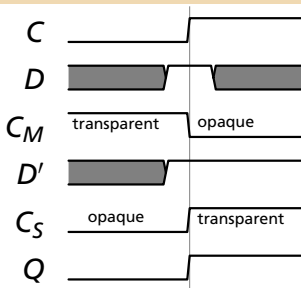 C
D
C_M transparent opaque
D'
C_S opaque transparent
Q